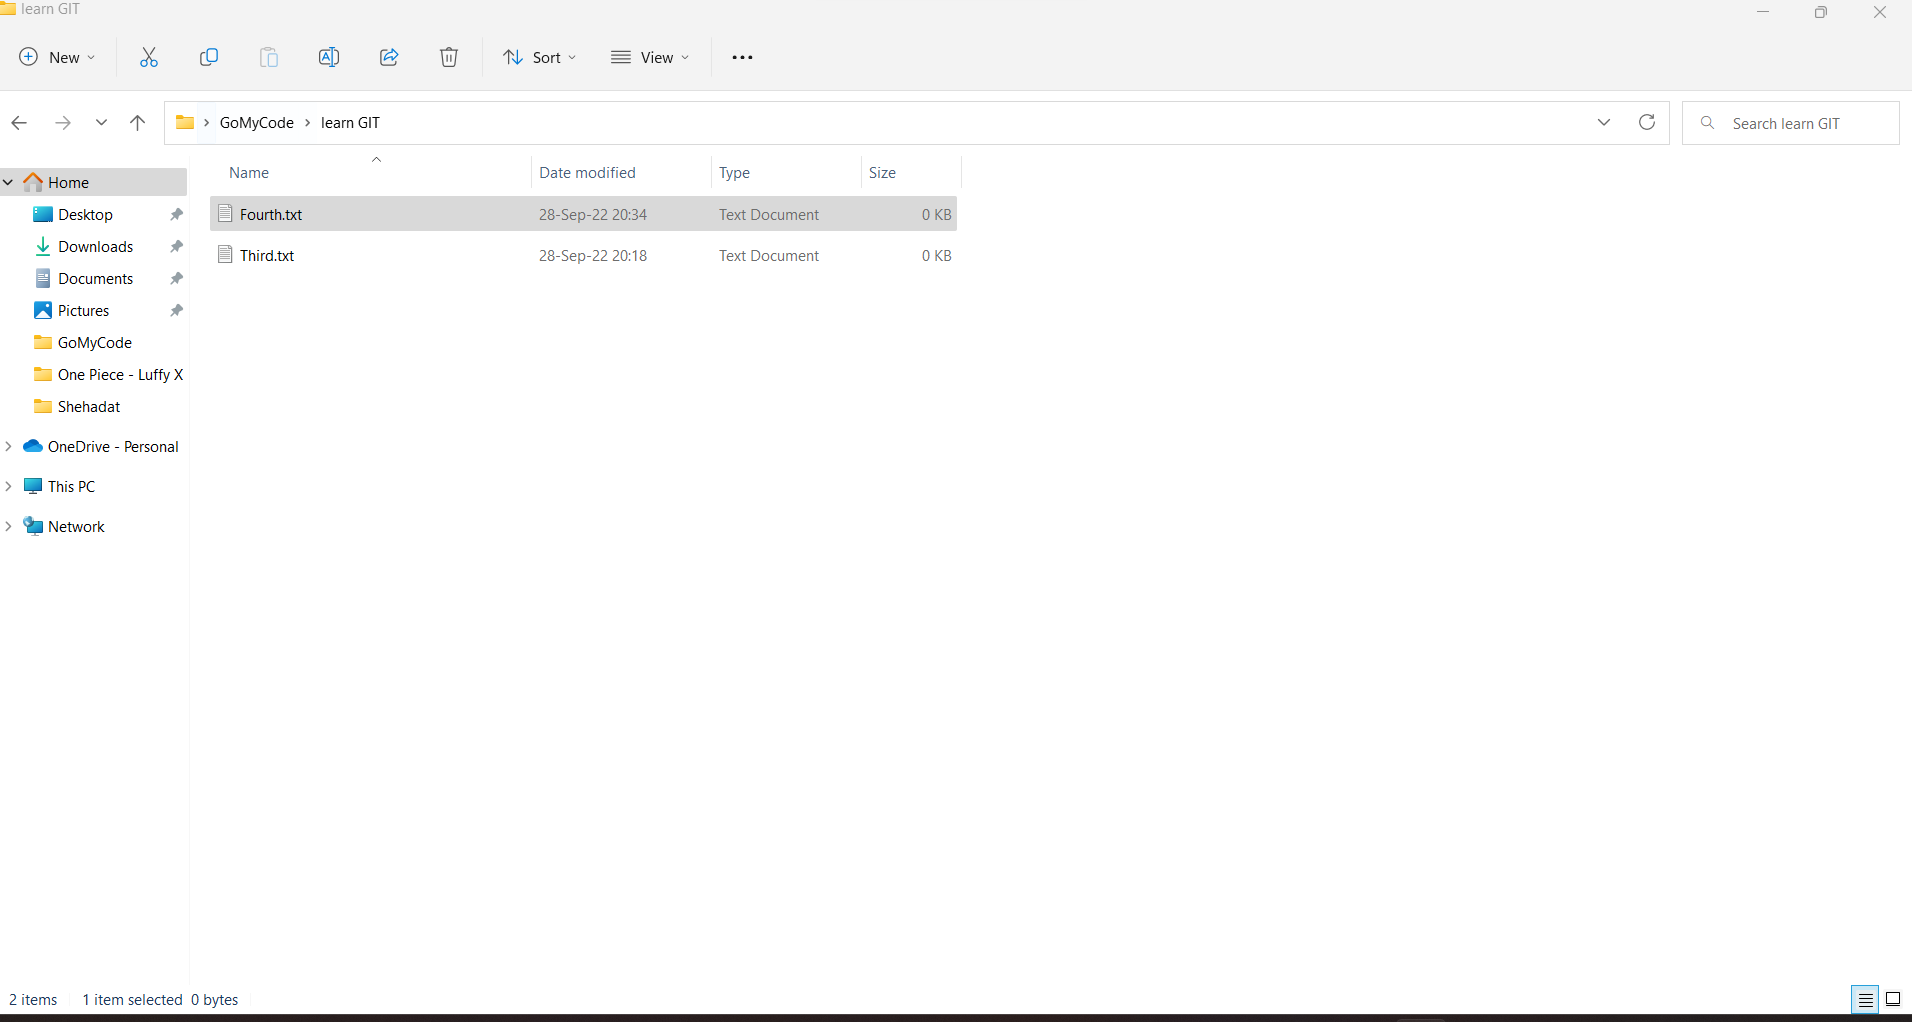 learn GIT
New Sort View
GoMyCode learn GIT Search learn GIT
Name Date modified Type Size
Home
Fourth.txt 28-Sep-22 20:34 Text Document 0 KB
Desktop
Third.txt 28-Sep-22 20:18 Text Document 0 KB
Downloads
Documents
Pictures
GoMyCode
One Piece - Luffy X
Shehadat
OneDrive - Personal
This PC
Network
2 items 1 item selected 0 bytes